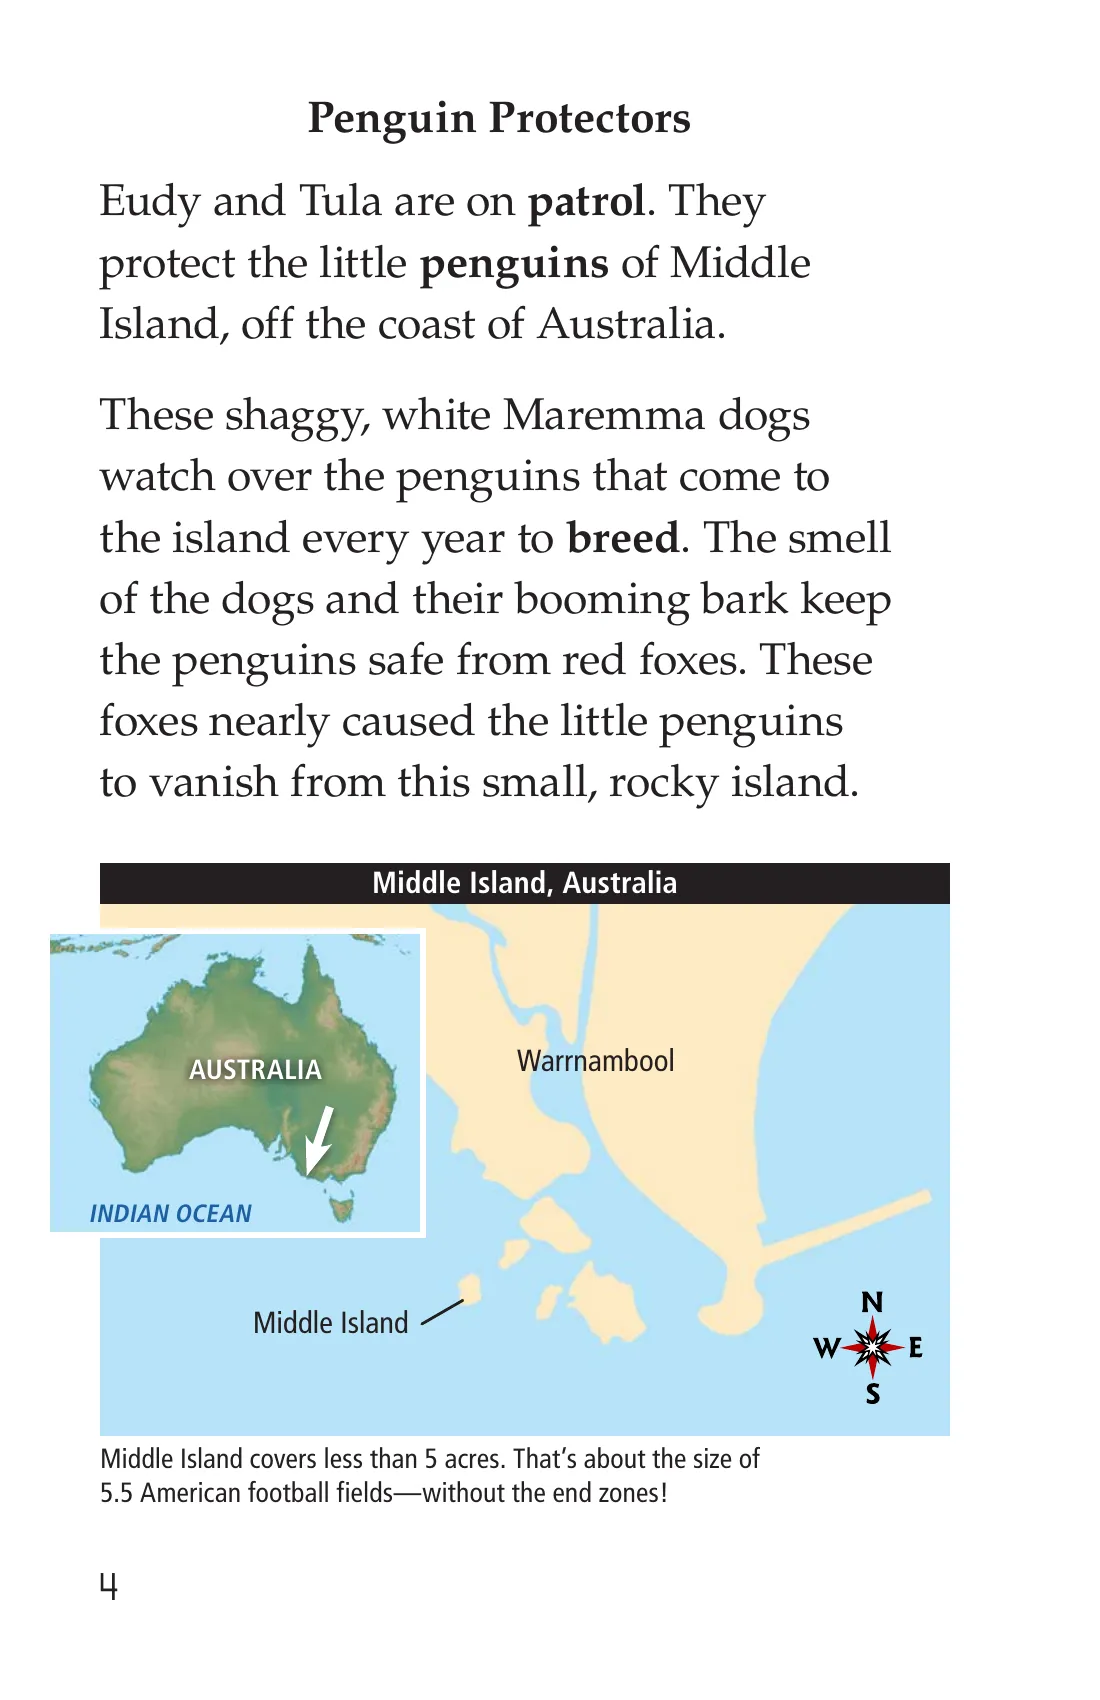 Penguin Protectors
Eudy and Tula are on patrol. They
protect the little penguins of Middle
Island, off the coast of Australia.
These shaggy, white Maremma dogs
watch over the penguins that come to
the island every year to breed. The smell
of the dogs and their booming bark keep
the penguins safe from red foxes. These
foxes nearly caused the little penguins
to vanish from this small, rocky island.
Middle Island, Australia
AUSTRALIA
INDIAN OCEAN
Warrnambool
Middle Island
N
W E
S
Middle Island covers less than 5 acres. That’s about the size of
5.5 American football fields—without the end zones!
4